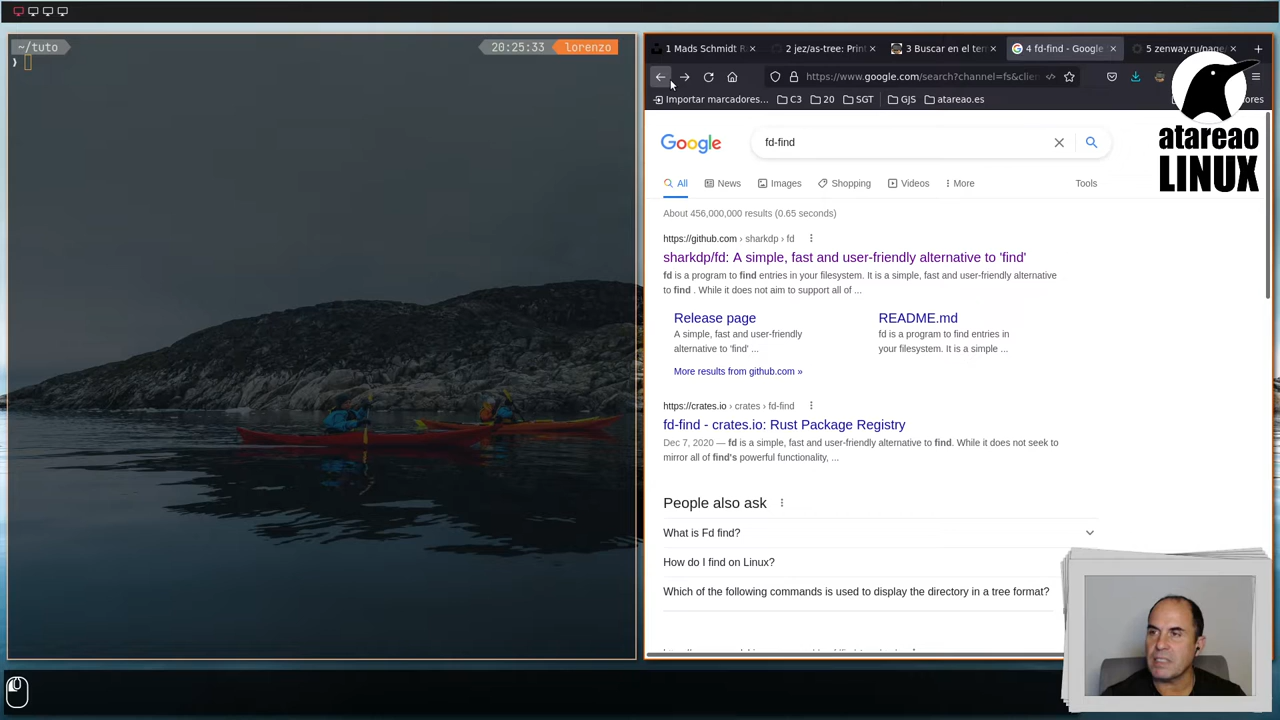 ~/tuto
20:25:33
lorenzo
1 Mads Schmidt R
2 jez/as-tree: Prin
3 Buscar en el ter
4 fd-find - Google
5 zenway.ru/page
https://www.google.com/search?channel=fs&clien
Importar marcadores...
C3
20
SGT
GJS
atareao.es
ores
atareao
LINUX
Google
fd-find
All
News
Images
Shopping
Videos
More
Tools
About 456,000,000 results (0.65 seconds)
https://github.com › sharkdp › fd
sharkdp/fd: A simple, fast and user-friendly alternative to 'find'
fd is a program to find entries in your filesystem. It is a simple, fast and user-friendly alternative
to find . While it does not aim to support all of ...
Release page
A simple, fast and user-friendly
alternative to 'find' ...
README.md
fd is a program to find entries in
your filesystem. It is a simple ...
More results from github.com »
https://crates.io › crates › fd-find
fd-find - crates.io: Rust Package Registry
Dec 7, 2020 — fd is a simple, fast and user-friendly alternative to find. While it does not seek to
mirror all of find's powerful functionality, ...
People also ask
What is Fd find?
How do I find on Linux?
Which of the following commands is used to display the directory in a tree format?